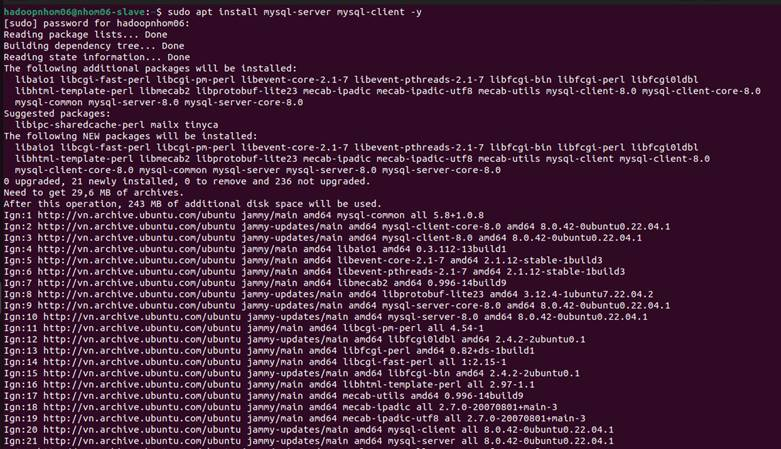 hadoopnhom06@nhom06-slave:~$ sudo apt install mysql-server mysql-client -y
[sudo] password for hadoopnhom06:
Reading package lists... Done
Building dependency tree... Done
Reading state information... Done
The following additional packages will be installed:
libaio1 libcgi-fast-perl libcgi-pm-perl libevent-core-2.1-7 libevent-pthreads-2.1-7 libfcgi-bin libfcgi-perl libfcgi0ldbl
libhtml-template-perl libmecab2 libprotobuf-lite23 mecab-ipadic mecab-ipadic-utf8 mecab-utils mysql-client-8.0 mysql-client-core-8.0
mysql-common mysql-server-8.0 mysql-server-core-8.0
Suggested packages:
libipc-sharedcache-perl mailx tinyca
The following NEW packages will be installed:
libaio1 libcgi-fast-perl libcgi-pm-perl libevent-core-2.1-7 libevent-pthreads-2.1-7 libfcgi-bin libfcgi-perl libfcgi0ldbl
libhtml-template-perl libmecab2 libprotobuf-lite23 mecab-ipadic mecab-ipadic-utf8 mecab-utils mysql-client mysql-client-8.0
mysql-client-core-8.0 mysql-common mysql-server mysql-server-8.0 mysql-server-core-8.0
0 upgraded, 21 newly installed, 0 to remove and 236 not upgraded.
Need to get 29,6 MB of archives.
After this operation, 243 MB of additional disk space will be used.
Ign:1 http://vn.archive.ubuntu.com/ubuntu jammy/main amd64 mysql-common all 5.8+1.0.8
Ign:2 http://vn.archive.ubuntu.com/ubuntu jammy-updates/main amd64 mysql-client-core-8.0 amd64 8.0.42-0ubuntu0.22.04.1
Ign:3 http://vn.archive.ubuntu.com/ubuntu jammy-updates/main amd64 mysql-client-8.0 amd64 8.0.42-0ubuntu0.22.04.1
Ign:4 http://vn.archive.ubuntu.com/ubuntu jammy/main amd64 libaio1 amd64 0.3.112-13build1
Ign:5 http://vn.archive.ubuntu.com/ubuntu jammy/main amd64 libevent-core-2.1-7 amd64 2.1.12-stable-1build3
Ign:6 http://vn.archive.ubuntu.com/ubuntu jammy/main amd64 libevent-pthreads-2.1-7 amd64 2.1.12-stable-1build3
Ign:7 http://vn.archive.ubuntu.com/ubuntu jammy/main amd64 libmecab2 amd64 0.996-14build9
Ign:8 http://vn.archive.ubuntu.com/ubuntu jammy-updates/main amd64 libprotobuf-lite23 amd64 3.12.4-1ubuntu7.22.04.2
Ign:9 http://vn.archive.ubuntu.com/ubuntu jammy-updates/main amd64 mysql-server-core-8.0 amd64 8.0.42-0ubuntu0.22.04.1
Ign:10 http://vn.archive.ubuntu.com/ubuntu jammy-updates/main amd64 mysql-server-8.0 amd64 8.0.42-0ubuntu0.22.04.1
Ign:11 http://vn.archive.ubuntu.com/ubuntu jammy/main amd64 libcgi-pm-perl all 4.54-1
Ign:12 http://vn.archive.ubuntu.com/ubuntu jammy-updates/main amd64 libfcgi0ldbl amd64 2.4.2-2ubuntu0.1
Ign:13 http://vn.archive.ubuntu.com/ubuntu jammy/main amd64 libfcgi-perl amd64 0.82+ds-1build1
Ign:14 http://vn.archive.ubuntu.com/ubuntu jammy/main amd64 libcgi-fast-perl all 1:2.15-1
Ign:15 http://vn.archive.ubuntu.com/ubuntu jammy-updates/main amd64 libfcgi-bin amd64 2.4.2-2ubuntu0.1
Ign:16 http://vn.archive.ubuntu.com/ubuntu jammy/main amd64 libhtml-template-perl all 2.97-1.1
Ign:17 http://vn.archive.ubuntu.com/ubuntu jammy/main amd64 mecab-utils amd64 0.996-14build9
Ign:18 http://vn.archive.ubuntu.com/ubuntu jammy/main amd64 mecab-ipadic all 2.7.0-20070801+main-3
Ign:19 http://vn.archive.ubuntu.com/ubuntu jammy/main amd64 mecab-ipadic-utf8 all 2.7.0-20070801+main-3
Ign:20 http://vn.archive.ubuntu.com/ubuntu jammy-updates/main amd64 mysql-client all 8.0.42-0ubuntu0.22.04.1
Ign:21 http://vn.archive.ubuntu.com/ubuntu jammy-updates/main amd64 mysql-server all 8.0.42-0ubuntu0.22.04.1